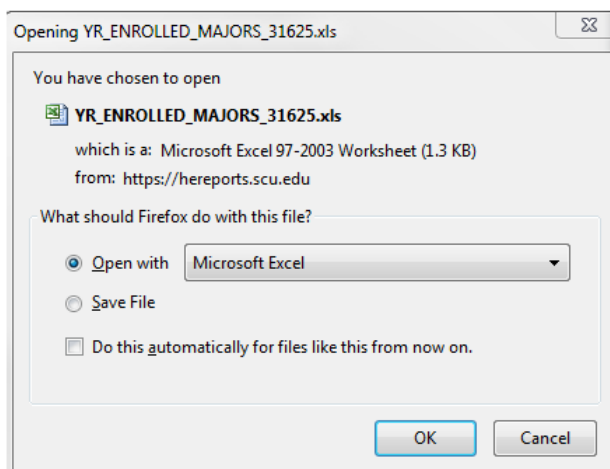 Opening YR_ENROLLED_MAJORS_31625.xls
You have chosen to open
YR_ENROLLED_MAJORS_31625.xls
which is a: Microsoft Excel 97-2003 Worksheet (1.3 KB)
from: https://hereports.scu.edu
What should Firefox do with this file?
Open with Microsoft Excel
Save File
Do this automatically for files like this from now on.
OK Cancel